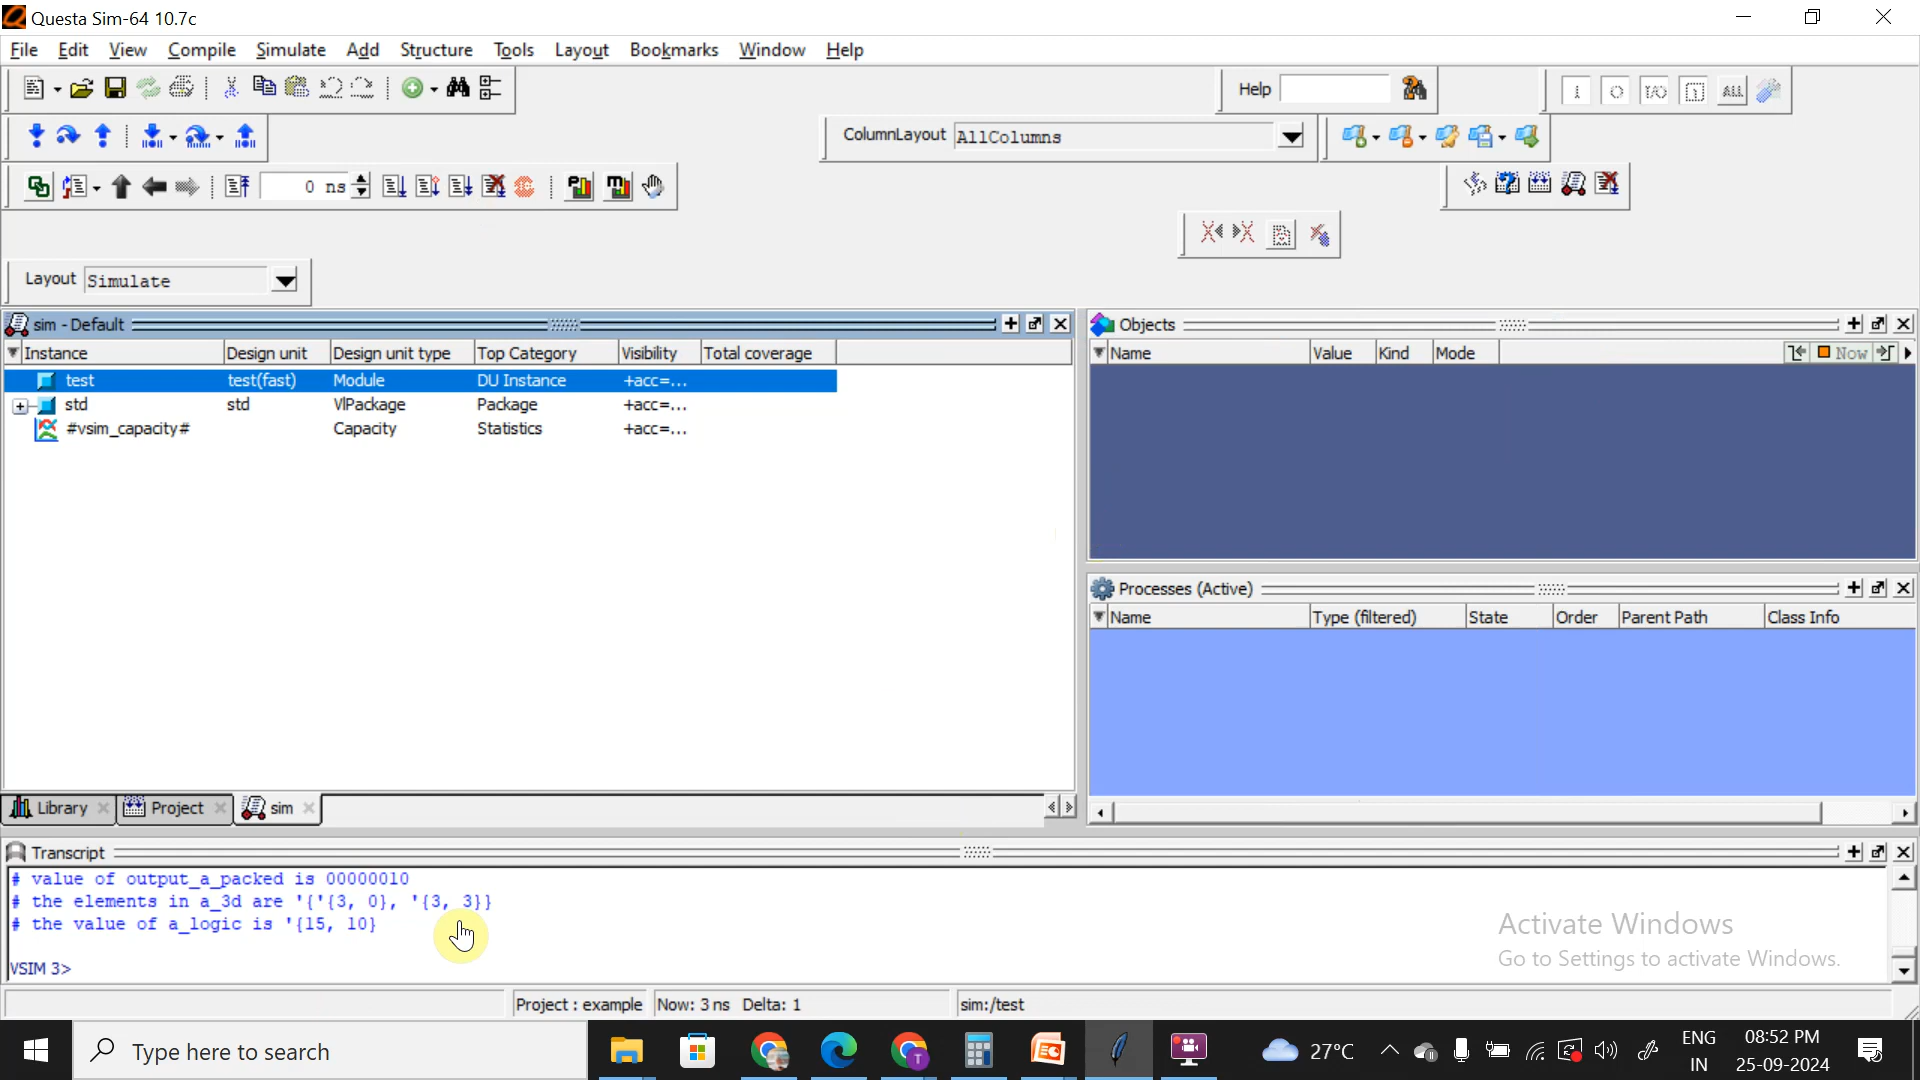 Questa Sim-64 10.7c
File Edit View Compile Simulate Add Structure Tools Layout Bookmarks Window Help
Help
ALL
ColumnLayout AllColumns
0 ns
Layout Simulate
sim - Default
Instance Design unit Design unit type Top Category Visibility Total coverage
test test(fast) Module DU Instance +acc=...
std std VlPackage Package +acc=...
#vsim_capacity# Capacity Statistics +acc=...
Objects
Name Value Kind Mode Now
Processes (Active)
Name Type (filtered) State Order Parent Path Class Info
Library Project sim
Transcript
# value of output_a_packed is 00000010
# the elements in a_3d are '{'{3, 0}, '{3, 3}}
# the value of a_logic is '{15, 10}
VSIM 3>
Activate Windows
Go to Settings to activate Windows.
Project : example Now: 3 ns Delta: 1 sim:/test
Type here to search
27°C
ENG
IN
08:52 PM
25-09-2024